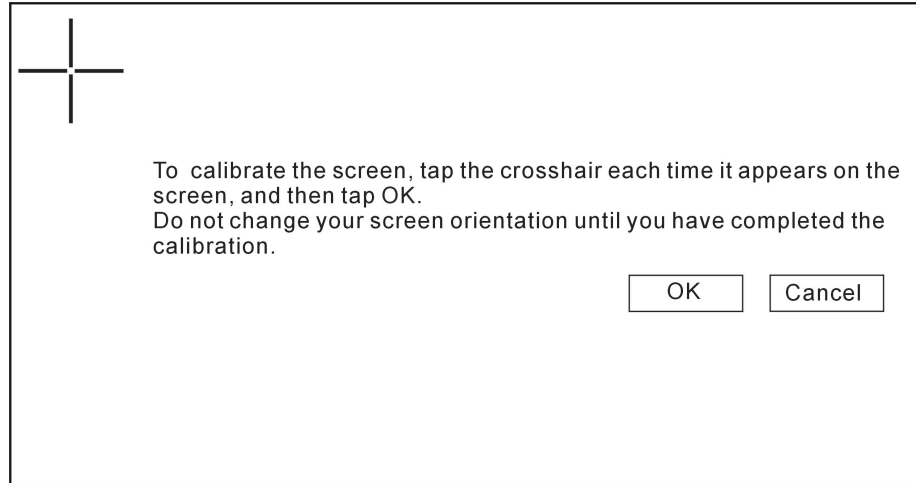 To calibrate the screen, tap the crosshair each time it appears on the
screen, and then tap OK.
Do not change your screen orientation until you have completed the
calibration.
OK Cancel